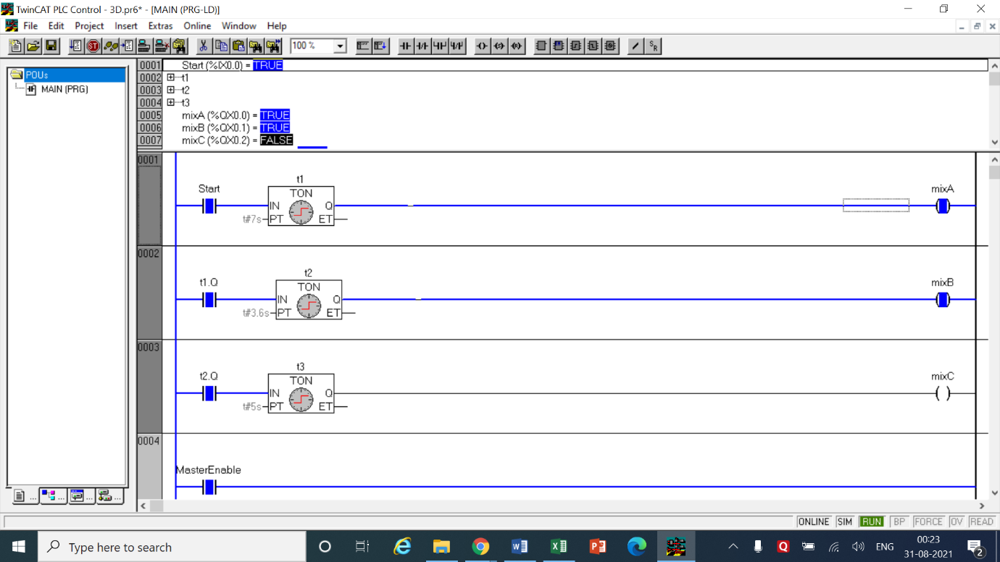 TwinCAT PLC Control - 3D.pr6* - [MAIN (PRG-LD)]
File Edit Project Insert Extras Online Window Help
100 %
POUs
MAIN (PRG)
0001 Start (%IX0.0) = TRUE
0002 t1
0003 t2
0004 t3
0005 mixA (%QX0.0) = TRUE
0006 mixB (%QX0.1) = TRUE
0007 mixC (%QX0.2) = FALSE
0001
t1
Start TON mixA
IN Q
t#7s PT ET
0002
t2
t1.Q TON mixB
IN Q
t#3.6s PT ET
0003
t3
t2.Q TON mixC
IN Q
t#5s PT ET
0004
MasterEnable
... ... ... ...
ONLINE SIM RUN BP FORCE OV READ
Type here to search
ENG
00:23
31-08-2021
2